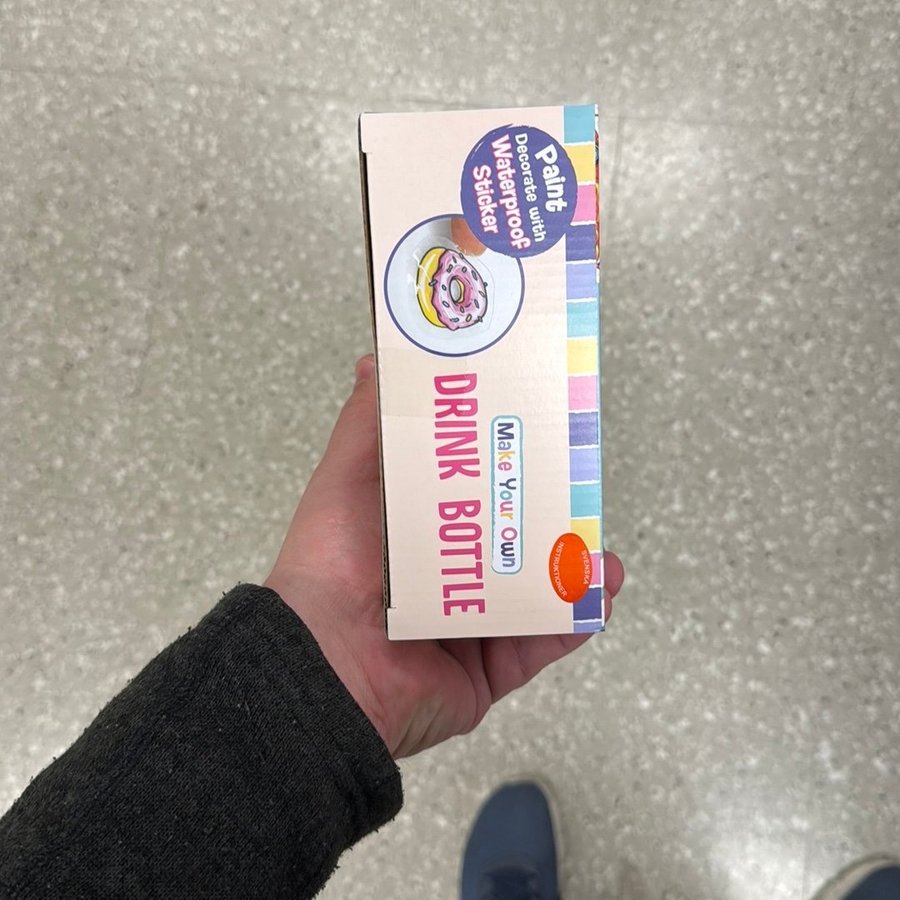 Paint
Decorate with
Waterproof
Sticker
Make Your Own
DRINK BOTTLE
SVENSKA
INSTRUKTIONER